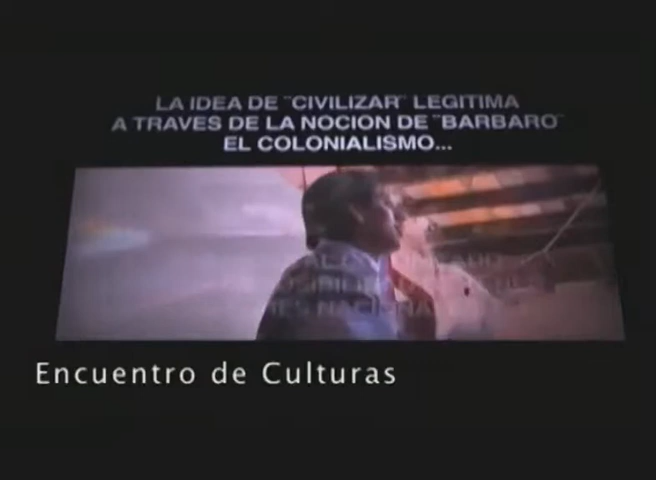 LA IDEA DE ¨CIVILIZAR¨ LEGITIMA
A TRAVES DE LA NOCION DE ¨BARBARO¨
EL COLONIALISMO...
Encuentro de Culturas